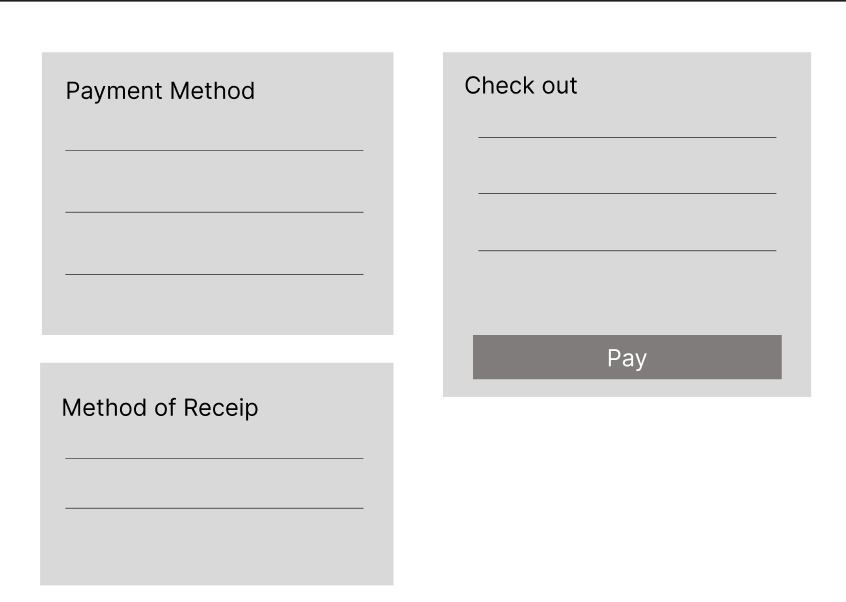 Payment Method
Method of Receip
Check out
Pay